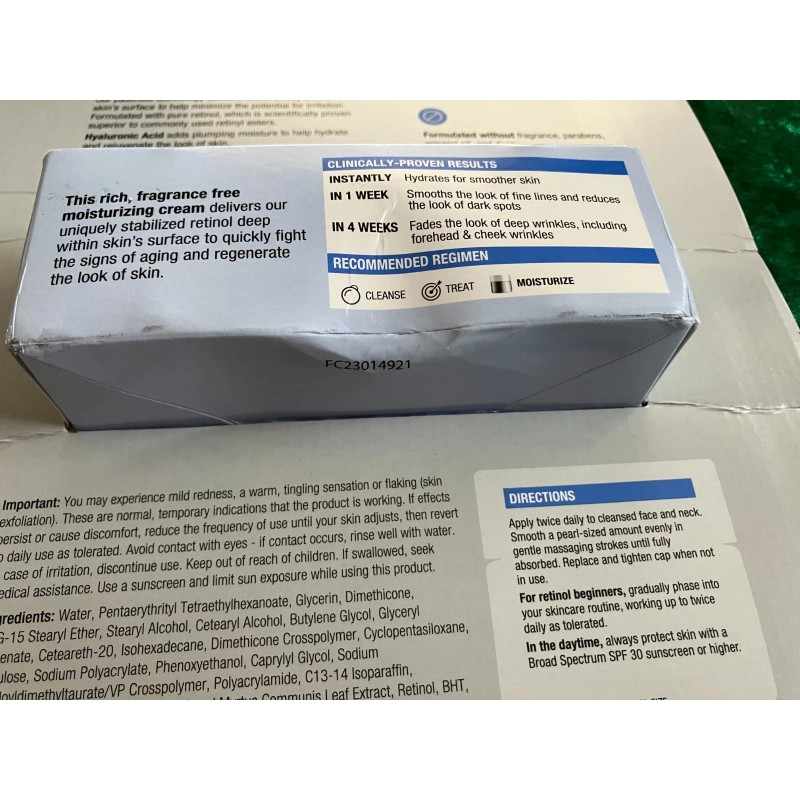 skin's surface to help minimize the potential for irritation.
Formulated with pure retinol, which is scientifically proven
superior to commonly used retinyl esters.
Hyaluronic Acid adds plumping moisture to help hydrate
and rejuvenate the look of skin.
Formulated without fragrance, parabens,
This rich, fragrance free
moisturizing cream delivers our
uniquely stabilized retinol deep
within skin's surface to quickly fight
the signs of aging and regenerate
the look of skin.
CLINICALLY-PROVEN RESULTS
INSTANTLY Hydrates for smoother skin
IN 1 WEEK Smooths the look of fine lines and reduces
the look of dark spots
IN 4 WEEKS Fades the look of deep wrinkles, including
forehead & cheek wrinkles
RECOMMENDED REGIMEN
CLEANSE TREAT MOISTURIZE
FC23014921
Important: You may experience mild redness, a warm, tingling sensation or flaking (skin
exfoliation). These are normal, temporary indications that the product is working. If effects
persist or cause discomfort, reduce the frequency of use until your skin adjusts, then revert
o daily use as tolerated. Avoid contact with eyes - if contact occurs, rinse well with water.
case of irritation, discontinue use. Keep out of reach of children. If swallowed, seek
edical assistance. Use a sunscreen and limit sun exposure while using this product.
gredients: Water, Pentaerythrityl Tetraethylhexanoate, Glycerin, Dimethicone,
G-15 Stearyl Ether, Stearyl Alcohol, Cetearyl Alcohol, Butylene Glycol, Glyceryl
enate, Ceteareth-20, Isohexadecane, Dimethicone Crosspolymer, Cyclopentasiloxane,
ulose, Sodium Polyacrylate, Phenoxyethanol, Caprylyl Glycol, Sodium
loyldimethyltaurate/VP Crosspolymer, Polyacrylamide, C13-14 Isoparaffin,
Myrtus Communis Leaf Extract, Retinol, BHT,
DIRECTIONS
Apply twice daily to cleansed face and neck.
Smooth a pearl-sized amount evenly in
gentle massaging strokes until fully
absorbed. Replace and tighten cap when not
in use.
For retinol beginners, gradually phase into
your skincare routine, working up to twice
daily as tolerated.
In the daytime, always protect skin with a
Broad Spectrum SPF 30 sunscreen or higher.